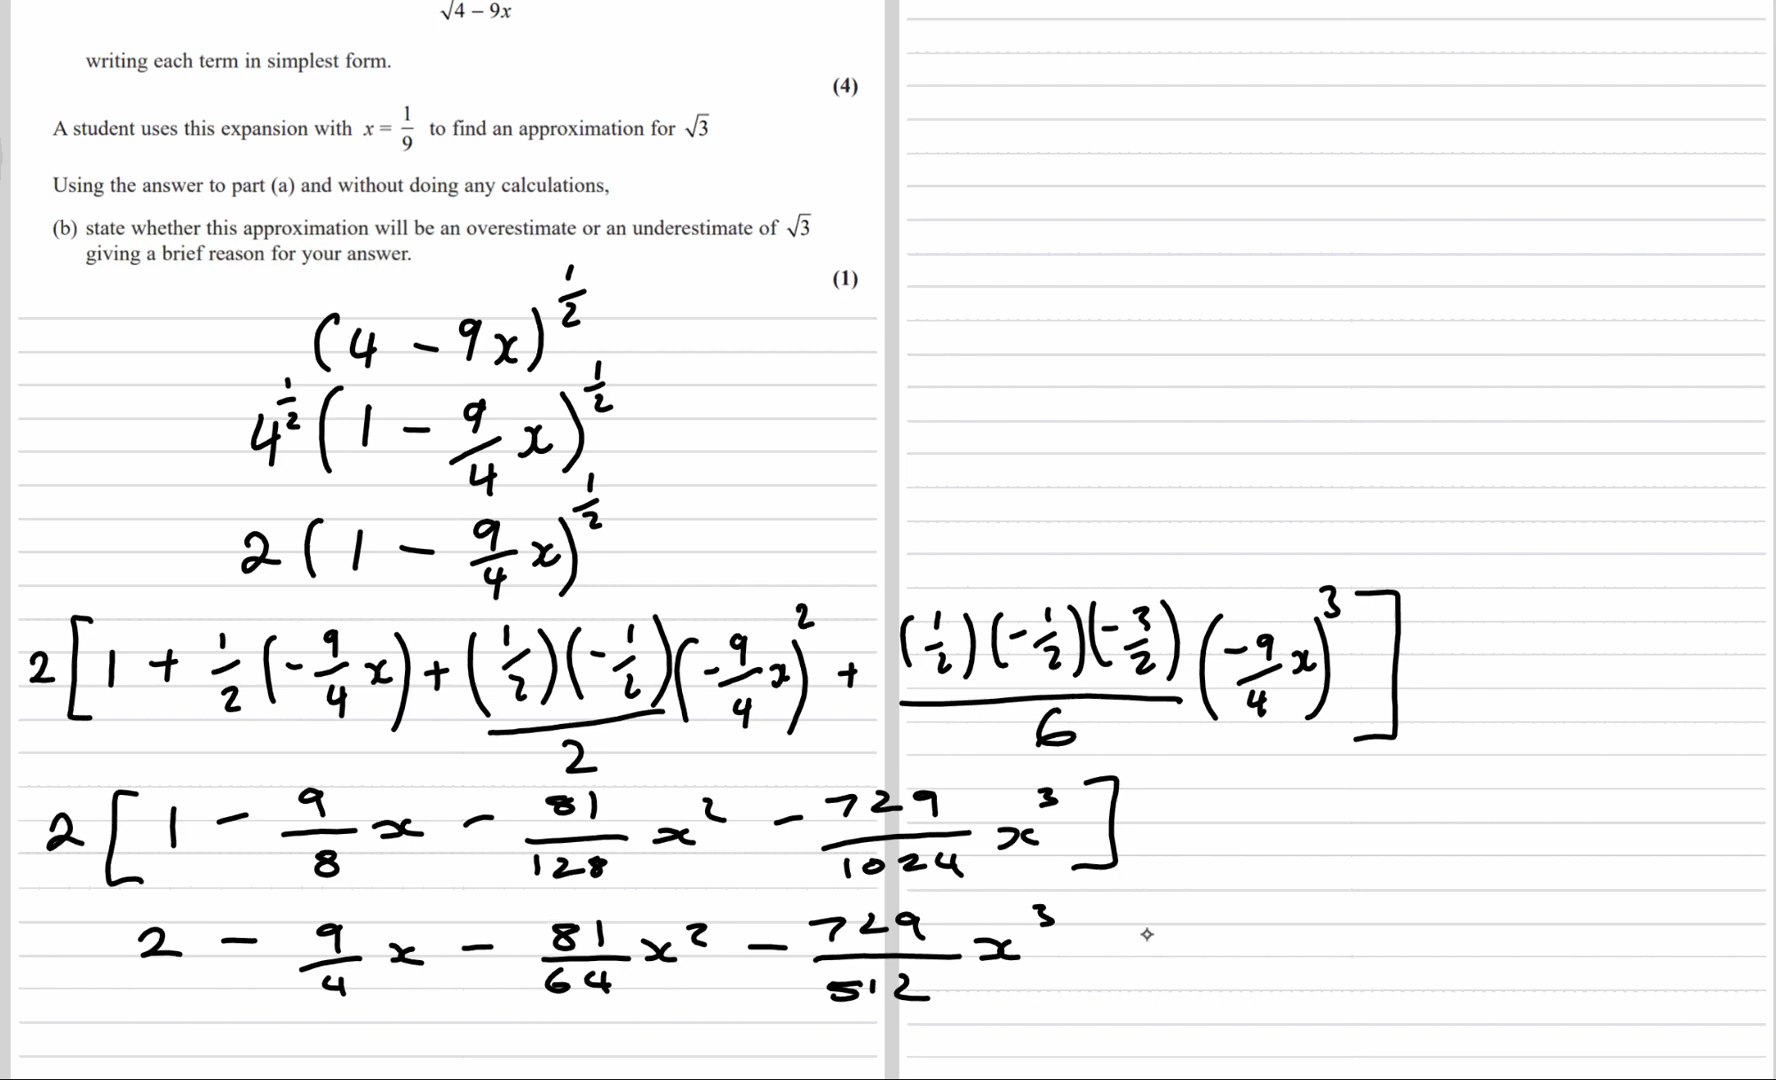 √4 − 9x
writing each term in simplest form.
(4)
A student uses this expansion with x = 1/9 to find an approximation for √3
Using the answer to part (a) and without doing any calculations,
(b) state whether this approximation will be an overestimate or an underestimate of √3
giving a brief reason for your answer.
(1)
(4 − 9x)^(1/2)
4^(1/2) (1 − 9/4 x)^(1/2)
2 (1 − 9/4 x)^(1/2)
2 [ 1 + 1/2 (−9/4 x) + (1/2)(−1/2)/2 (−9/4 x)² + (1/2)(−1/2)(−3/2)/6 (−9/4 x)³ ]
2 [ 1 − 9/8 x − 81/128 x² − 729/1024 x³ ]
2 − 9/4 x − 81/64 x² − 729/512 x³